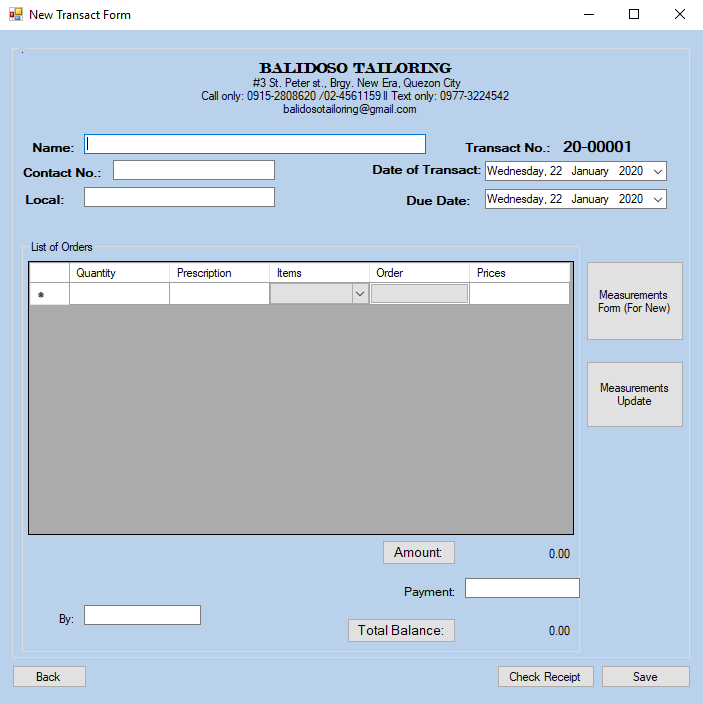 New Transact Form
BALIDOSO TAILORING
#3 St. Peter st., Brgy. New Era, Quezon City
Call only: 0915-2808620 /02-4561159 || Text only: 0977-3224542
balidosotailoring@gmail.com
Name:
Transact No.: 20-00001
Contact No.:
Date of Transact: Wednesday, 22 January 2020
Local:
Due Date: Wednesday, 22 January 2020
List of Orders
Quantity Prescription Items Order Prices
Measurements
Form (For New)
Measurements
Update
Amount: 0.00
Payment:
By:
Total Balance: 0.00
Back Check Receipt Save